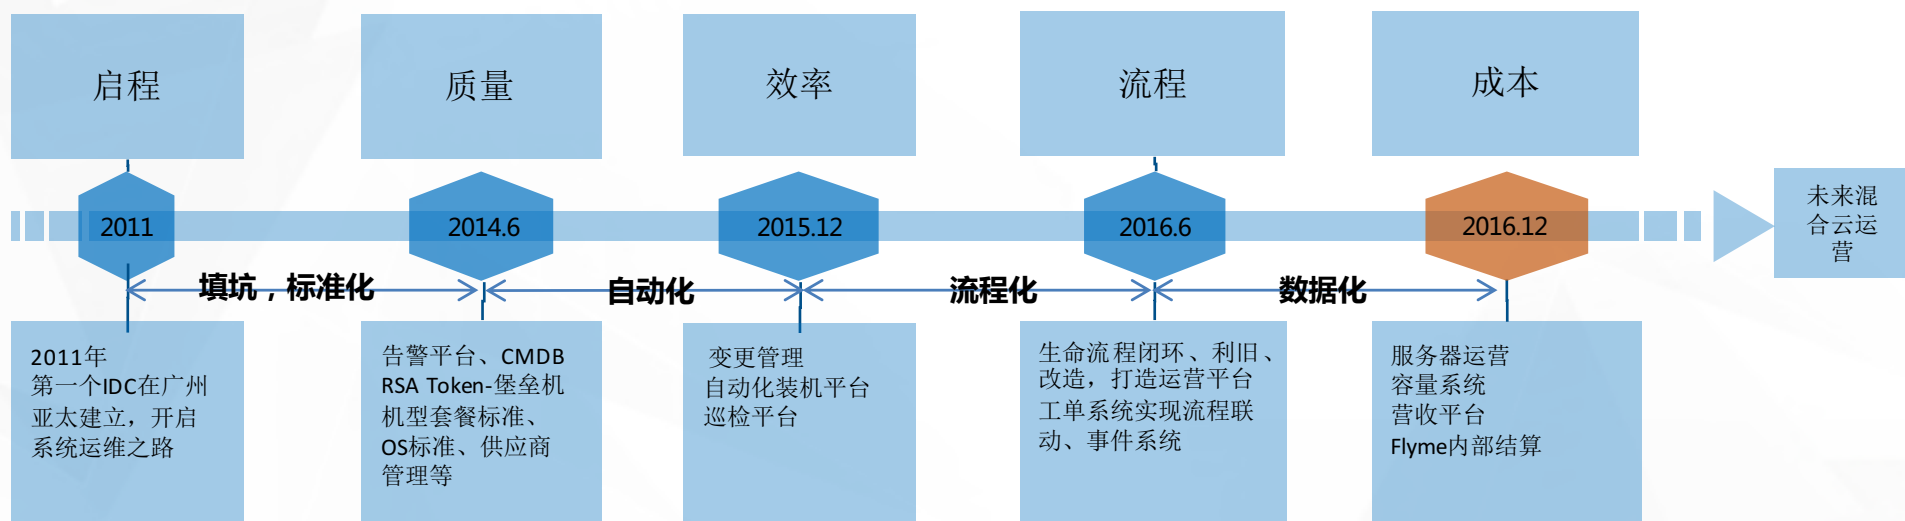 启程
质量
效率
流程
成本
2011
2014.6
2015.12
2016.6
2016.12
未来混
合云运
营
填坑，标准化
自动化
流程化
数据化
2011年
第一个IDC在广州
亚太建立，开启
系统运维之路
告警平台、CMDB
RSA Token-堡垒机
机型套餐标准、
OS标准、供应商
管理等
变更管理
自动化装机平台
巡检平台
生命流程闭环、利旧、
改造，打造运营平台
工单系统实现流程联
动、事件系统
服务器运营
容量系统
营收平台
Flyme内部结算